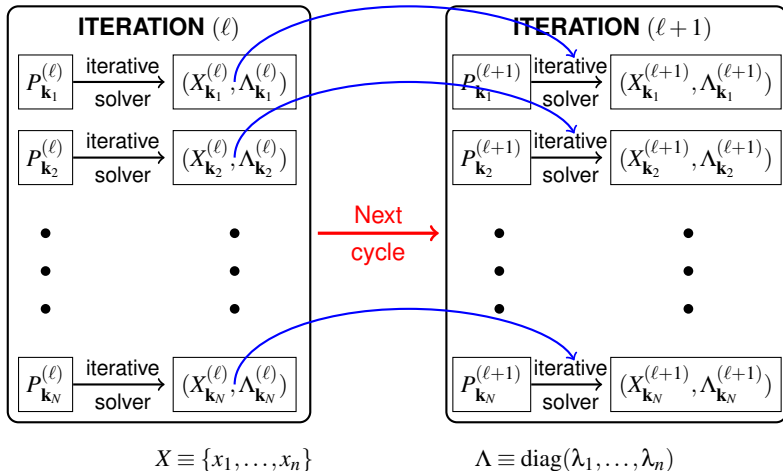 ITERATION (ℓ)
P_{𝐤_1}^{(ℓ)} iterative solver (X_{𝐤_1}^{(ℓ)}, Λ_{𝐤_1}^{(ℓ)})
P_{𝐤_2}^{(ℓ)} iterative solver (X_{𝐤_2}^{(ℓ)}, Λ_{𝐤_2}^{(ℓ)})
P_{𝐤_N}^{(ℓ)} iterative solver (X_{𝐤_N}^{(ℓ)}, Λ_{𝐤_N}^{(ℓ)})
Next
cycle
ITERATION (ℓ+1)
P_{𝐤_1}^{(ℓ+1)} iterative solver (X_{𝐤_1}^{(ℓ+1)}, Λ_{𝐤_1}^{(ℓ+1)})
P_{𝐤_2}^{(ℓ+1)} iterative solver (X_{𝐤_2}^{(ℓ+1)}, Λ_{𝐤_2}^{(ℓ+1)})
P_{𝐤_N}^{(ℓ+1)} iterative solver (X_{𝐤_N}^{(ℓ+1)}, Λ_{𝐤_N}^{(ℓ+1)})
X ≡ {x_1, …, x_n}
Λ ≡ diag(λ_1, …, λ_n)